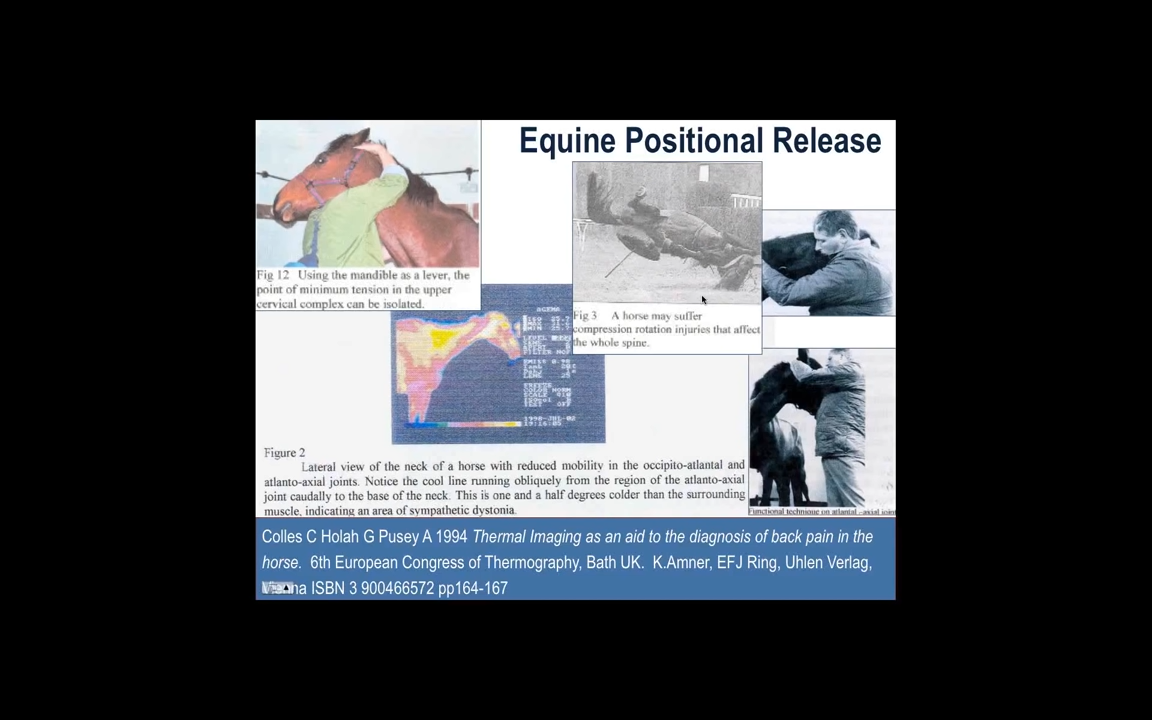 Equine Positional Release
Fig 12 Using the mandible as a lever, the
point of minimum tension in the upper
cervical complex can be isolated.
Fig 3 A horse may suffer
compression rotation injuries that affect
the whole spine.
AGEMA
FREEZE
Figure 2
Lateral view of the neck of a horse with reduced mobility in the occipito-atlantal and
atlanto-axial joints. Notice the cool line running obliquely from the region of the atlanto-axial
joint caudally to the base of the neck. This is one and a half degrees colder than the surrounding
muscle, indicating an area of sympathetic dystonia.
Functional technique on atlantal -axial joint
Colles C Holah G Pusey A 1994 Thermal Imaging as an aid to the diagnosis of back pain in the
horse. 6th European Congress of Thermography, Bath UK. K.Amner, EFJ Ring, Uhlen Verlag,
ISBN 3 900466572 pp164-167